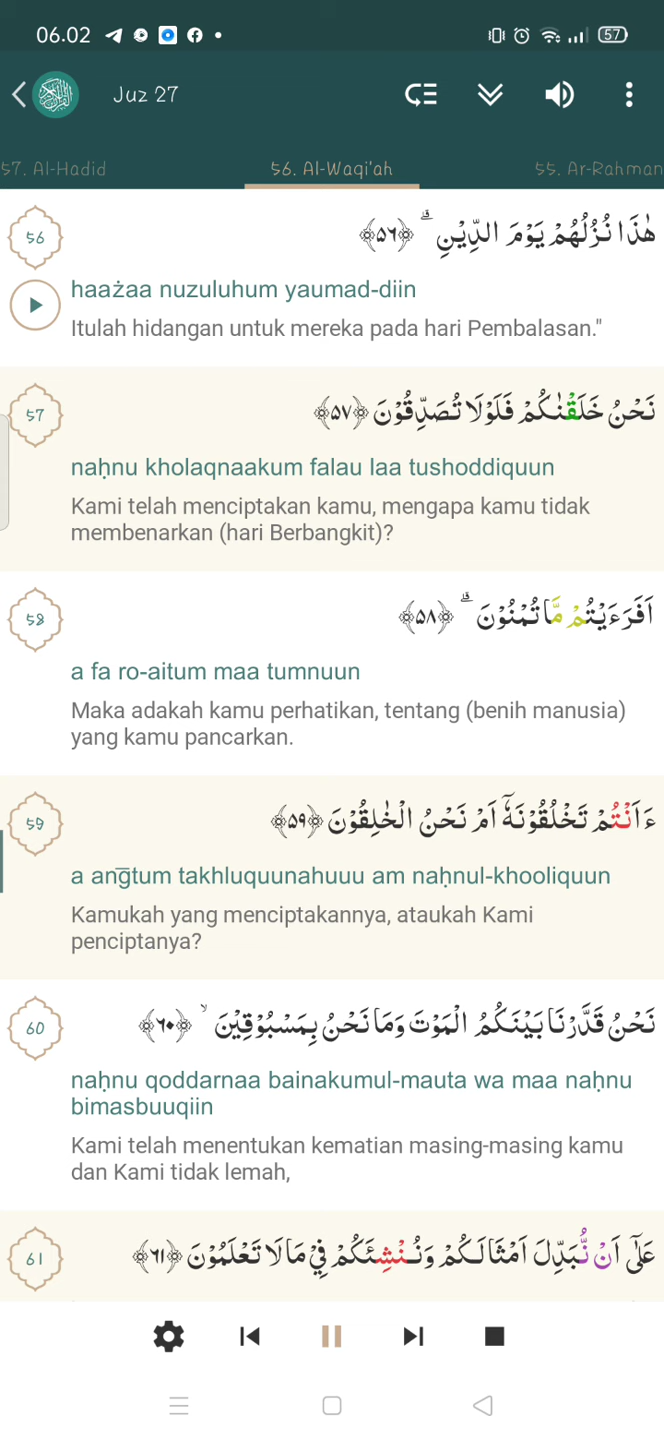 06.02
57
Juz 27
57. Al-Hadid
56. Al-Waqi'ah
55. Ar-Rahman
56
هٰذَا نُزُلُهُمْ يَوْمَ الدِّيْنِ ۗ ﴿٥٦﴾
haażaa nuzuluhum yaumad-diin
Itulah hidangan untuk mereka pada hari Pembalasan."
57
نَحْنُ خَلَقْنٰكُمْ فَلَوْلَا تُصَدِّقُوْنَ ﴿٥٧﴾
naḥnu kholaqnaakum falau laa tushoddiquun
Kami telah menciptakan kamu, mengapa kamu tidak
membenarkan (hari Berbangkit)?
58
اَفَرَءَيْتُمْ مَّا تُمْنُوْنَ ۗ ﴿٥٨﴾
a fa ro-aitum maa tumnuun
Maka adakah kamu perhatikan, tentang (benih manusia)
yang kamu pancarkan.
59
ءَاَنْتُمْ تَخْلُقُوْنَهٗٓ اَمْ نَحْنُ الْخٰلِقُوْنَ ﴿٥٩﴾
a ang̅tum takhluquunahuuu am naḥnul-khooliquun
Kamukah yang menciptakannya, ataukah Kami
penciptanya?
60
نَحْنُ قَدَّرْنَا بَيْنَكُمُ الْمَوْتَ وَمَا نَحْنُ بِمَسْبُوْقِيْنَ ۙ ﴿٦٠﴾
naḥnu qoddarnaa bainakumul-mauta wa maa naḥnu
bimasbuuqiin
Kami telah menentukan kematian masing-masing kamu
dan Kami tidak lemah,
61
عَلٰٓى اَنْ نُّبَدِّلَ اَمْثَالَكُمْ وَنُنْشِئَكُمْ فِيْ مَا لَا تَعْلَمُوْنَ ﴿٦١﴾